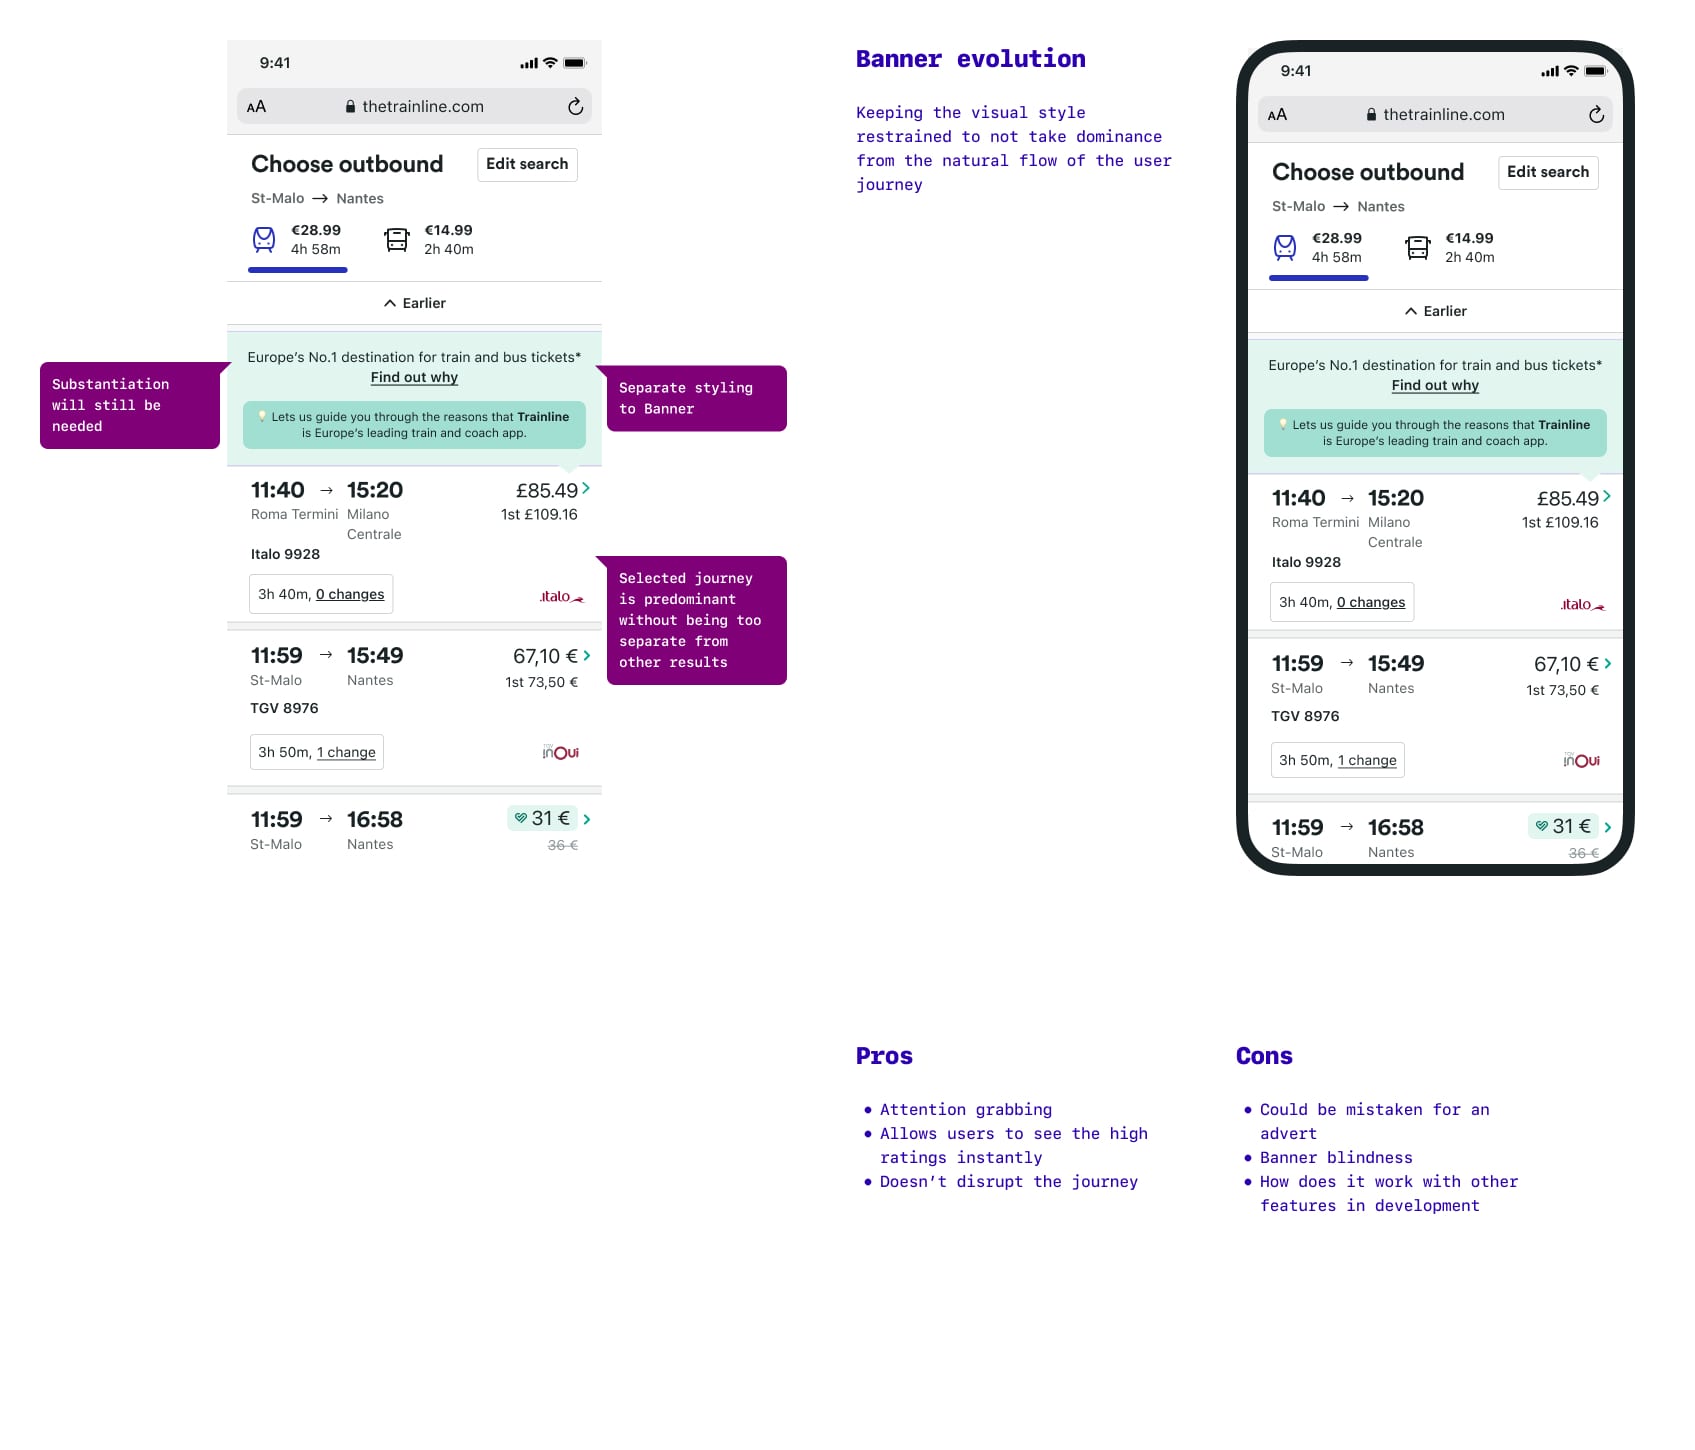 9:41
AA thetrainline.com
Choose outbound
Edit search
St-Malo → Nantes
€28.99
4h 58m
€14.99
2h 40m
Earlier
Europe's No.1 destination for train and bus tickets*
Find out why
💡 Lets us guide you through the reasons that Trainline
is Europe's leading train and coach app.
11:40 → 15:20
£85.49
Roma Termini
Milano
Centrale
1st £109.16
Italo 9928
3h 40m, 0 changes
.italo
11:59 → 15:49
67,10 €
St-Malo
Nantes
1st 73,50 €
TGV 8976
3h 50m, 1 change
TGV
inOui
11:59 → 16:58
31 €
St-Malo
Nantes
36 €
Substantiation
will still be
needed
Separate styling
to Banner
Selected journey
is predominant
without being too
separate from
other results
Banner evolution
Keeping the visual style
restrained to not take dominance
from the natural flow of the user
journey
9:41
AA thetrainline.com
Choose outbound
Edit search
St-Malo → Nantes
€28.99
4h 58m
€14.99
2h 40m
Earlier
Europe's No.1 destination for train and bus tickets*
Find out why
💡 Lets us guide you through the reasons that Trainline
is Europe's leading train and coach app.
11:40 → 15:20
£85.49
Roma Termini
Milano
Centrale
1st £109.16
Italo 9928
3h 40m, 0 changes
.italo
11:59 → 15:49
67,10 €
St-Malo
Nantes
1st 73,50 €
TGV 8976
3h 50m, 1 change
TGV
inOui
11:59 → 16:58
31 €
St-Malo
Nantes
36 €
Pros
• Attention grabbing
• Allows users to see the high
ratings instantly
• Doesn't disrupt the journey
Cons
• Could be mistaken for an
advert
• Banner blindness
• How does it work with other
features in development